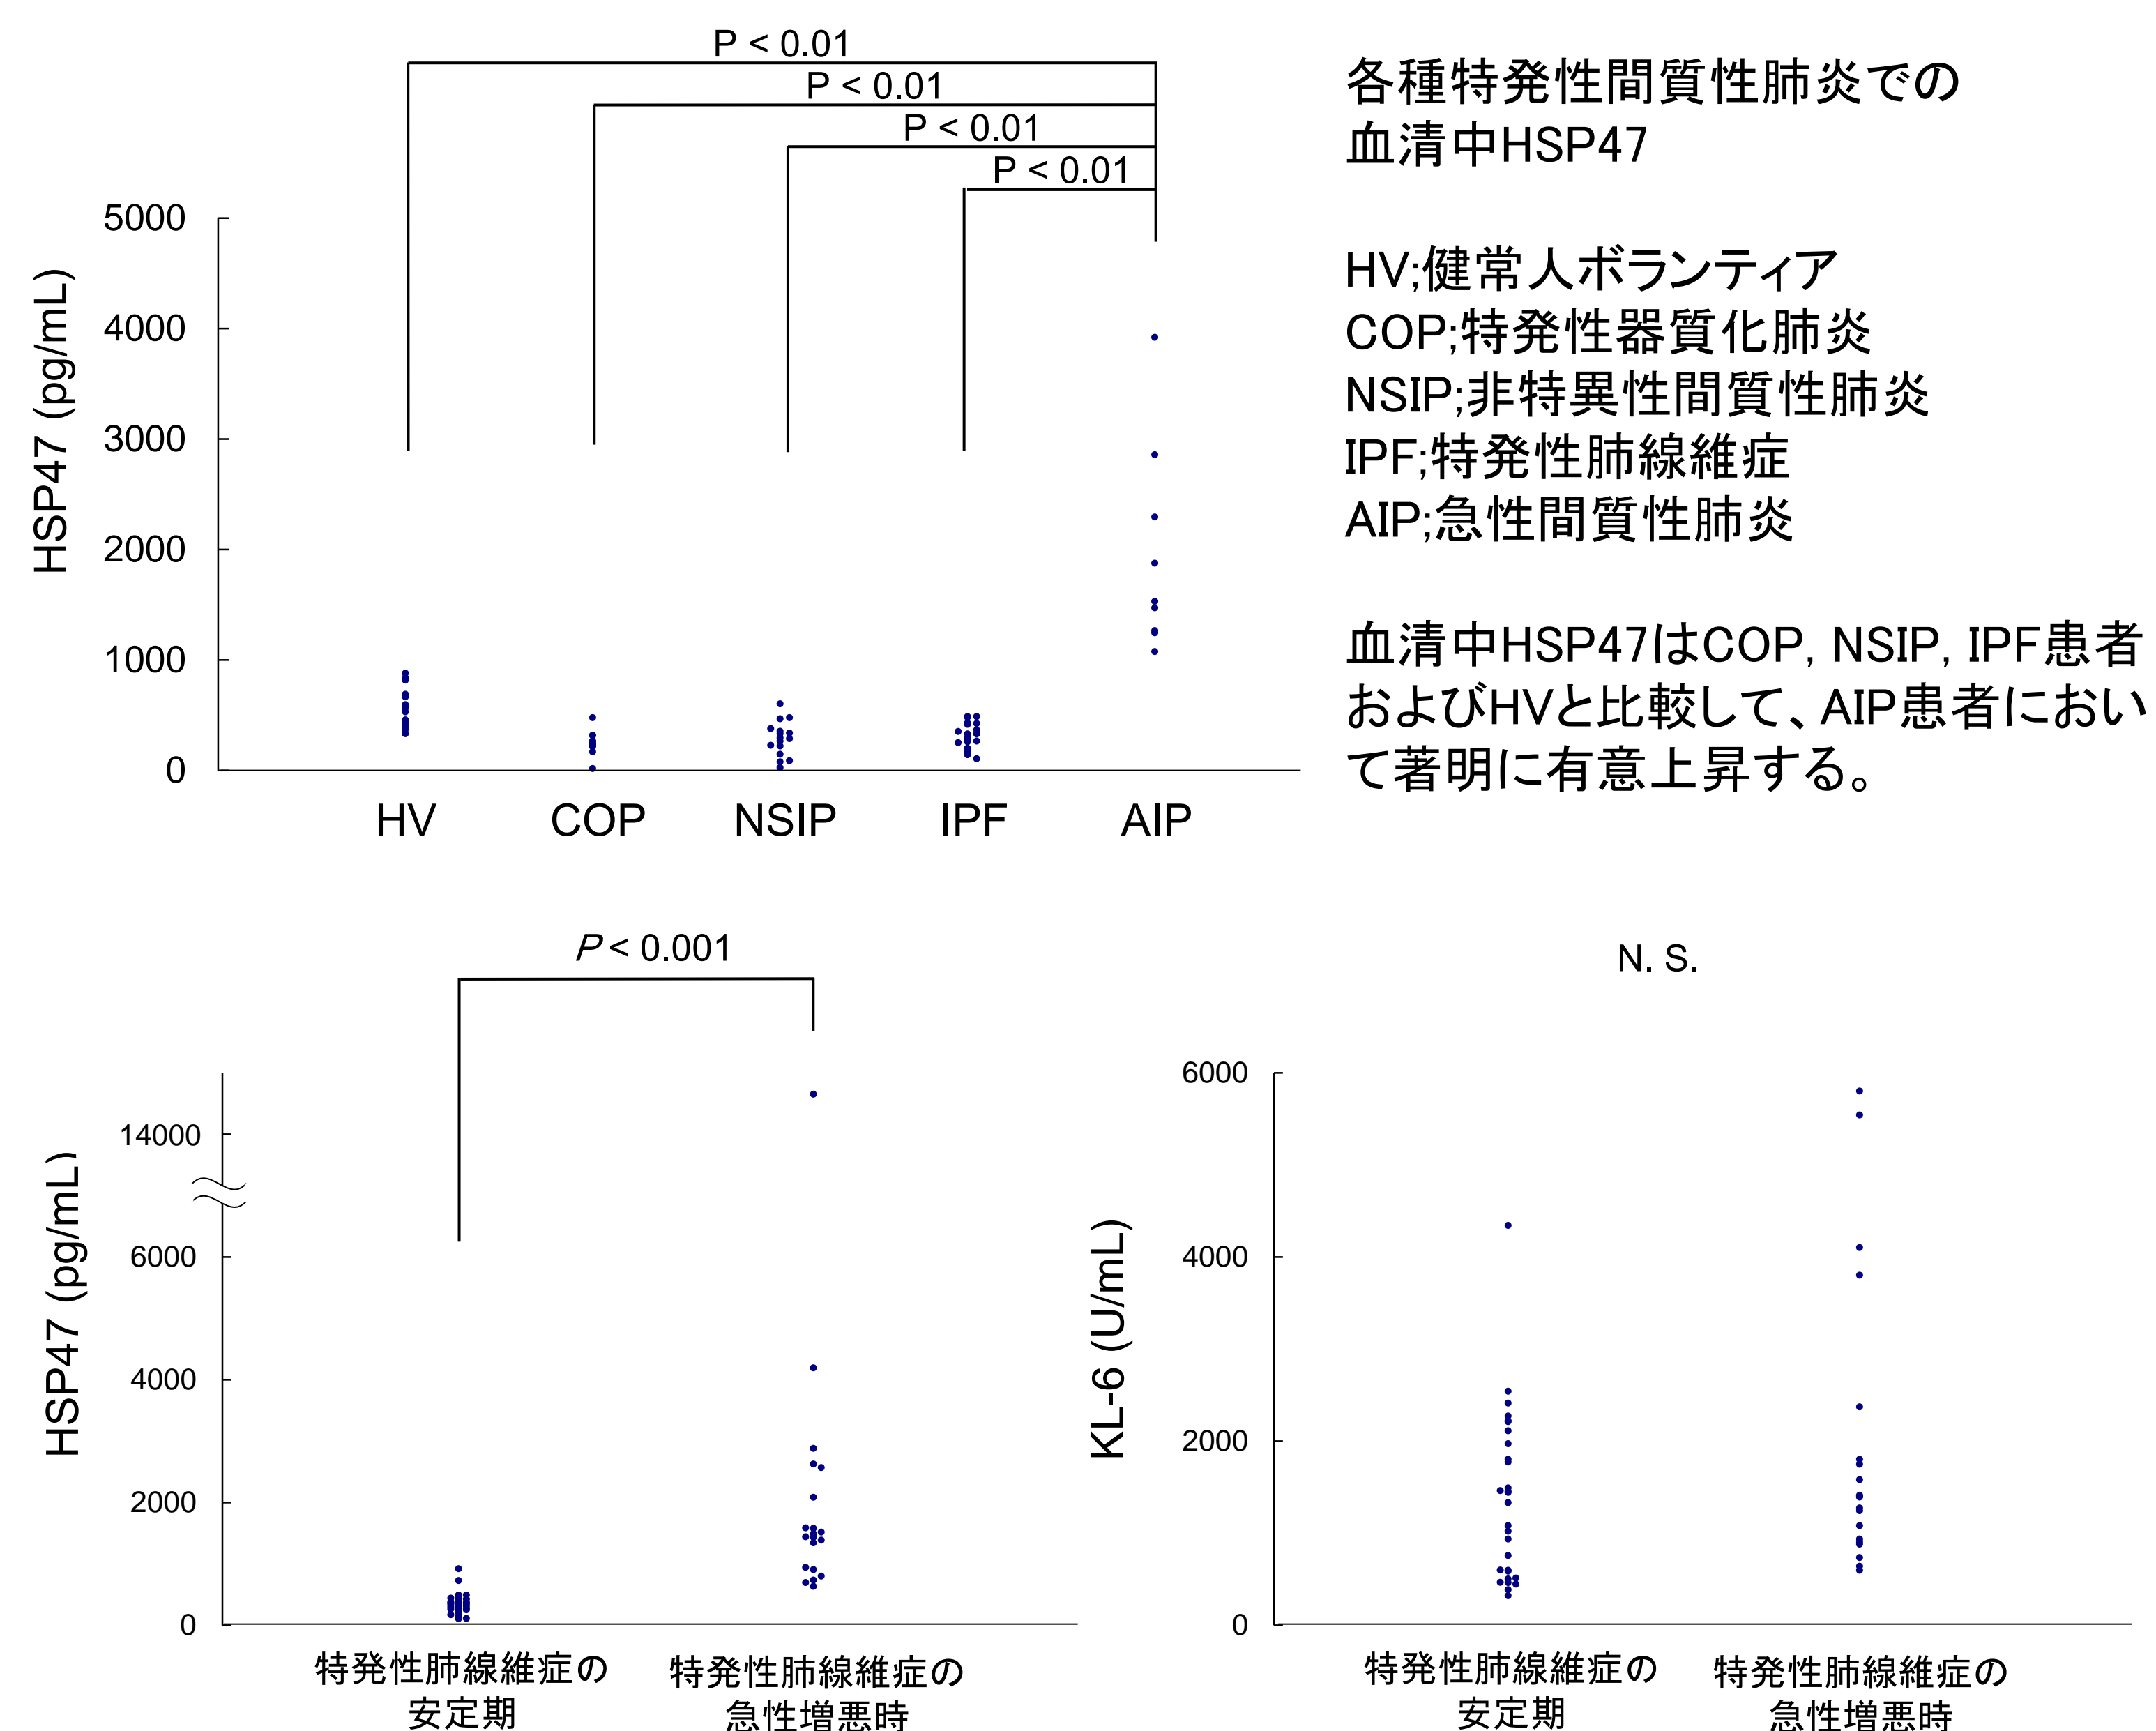 P < 0.01
P < 0.01
P < 0.01
P < 0.01
5000
4000
3000
2000
1000
0
HSP47 (pg/mL)
HV
COP
NSIP
IPF
AIP
各種特発性間質性肺炎での
血清中HSP47
HV;健常人ボランティア
COP;特発性器質化肺炎
NSIP;非特異性間質性肺炎
IPF;特発性肺線維症
AIP;急性間質性肺炎
血清中HSP47はCOP, NSIP, IPF患者
およびHVと比較して、AIP患者におい
て著明に有意上昇する。
P < 0.001
14000
6000
4000
2000
0
HSP47 (pg/mL)
特発性肺線維症の
安定期
特発性肺線維症の
急性増悪時
N. S.
6000
4000
2000
0
KL-6 (U/mL)
特発性肺線維症の
安定期
特発性肺線維症の
急性増悪時